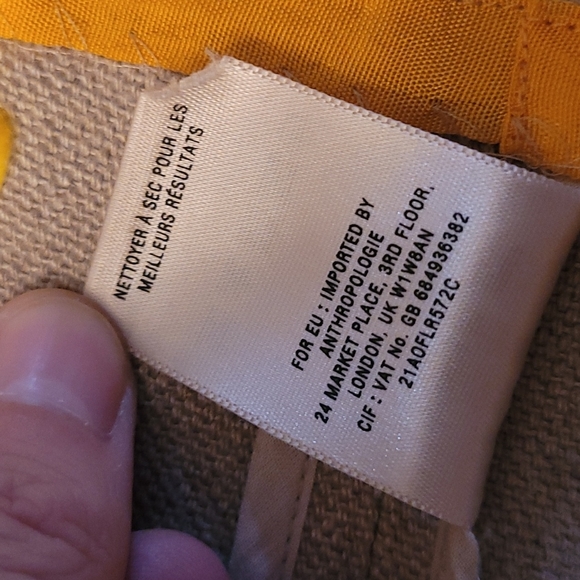 NETTOYER À SEC POUR LES
MEILLEURS RÉSULTATS
FOR EU : IMPORTED BY
ANTHROPOLOGIE
24 MARKET PLACE, 3RD FLOOR,
LONDON, UK W1W8AN
CIF : VAT No. GB 684936382
21AOFLR572C